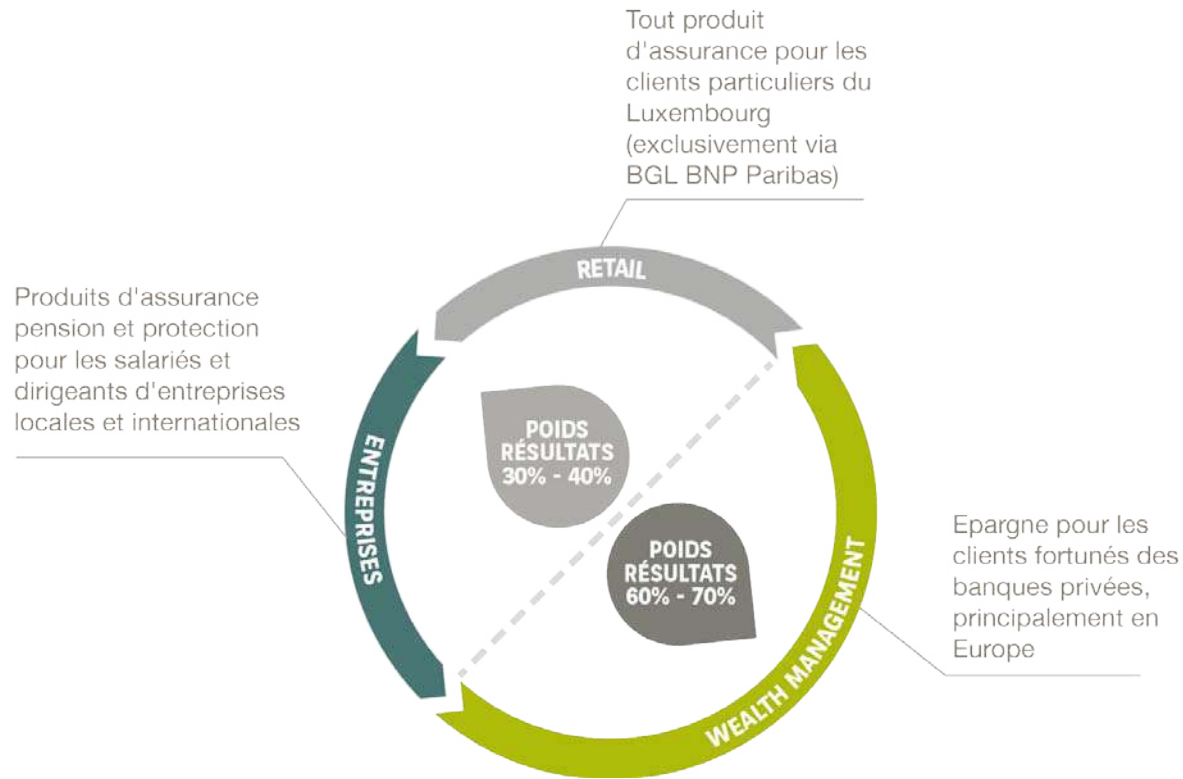 Tout produit
d'assurance pour les
clients particuliers du
Luxembourg
(exclusivement via
BGL BNP Paribas)
RETAIL
Produits d'assurance
pension et protection
pour les salariés et
dirigeants d'entreprises
locales et internationales
ENTREPRISES
POIDS
RÉSULTATS
30% - 40%
POIDS
RÉSULTATS
60% - 70%
WEALTH MANAGEMENT
Epargne pour les
clients fortunés des
banques privées,
principalement en
Europe